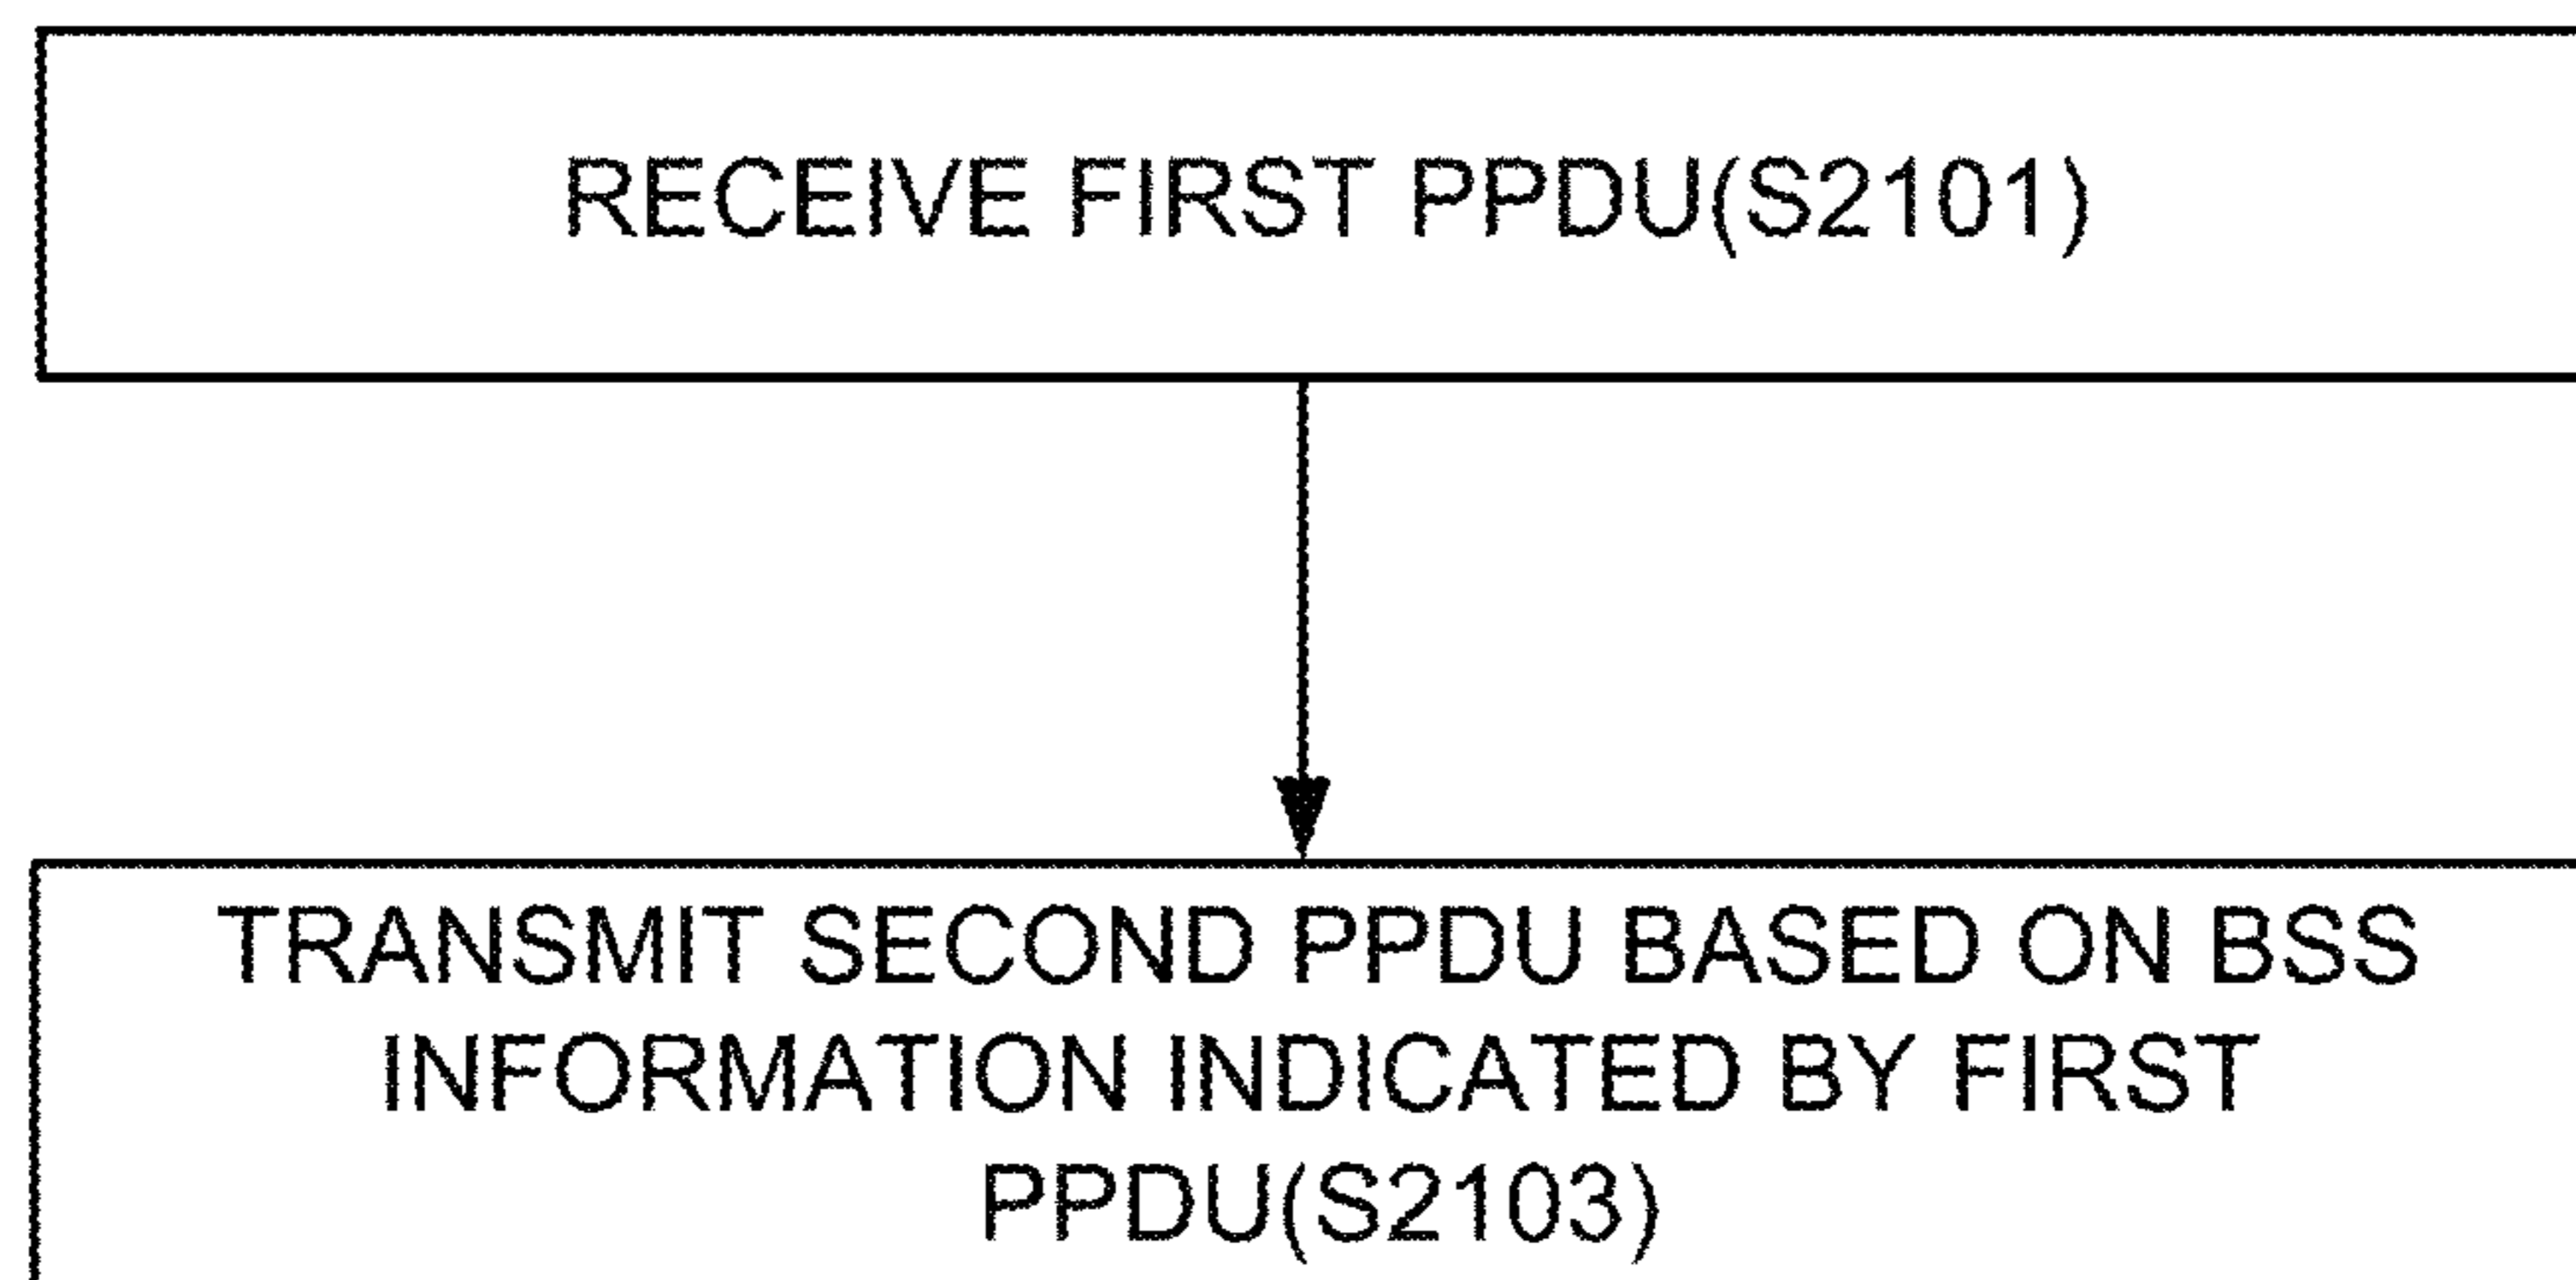 RECEIVE FIRST PPDU(S2101)
TRANSMIT SECOND PPDU BASED ON BSS
INFORMATION INDICATED BY FIRST
PPDU(S2103)